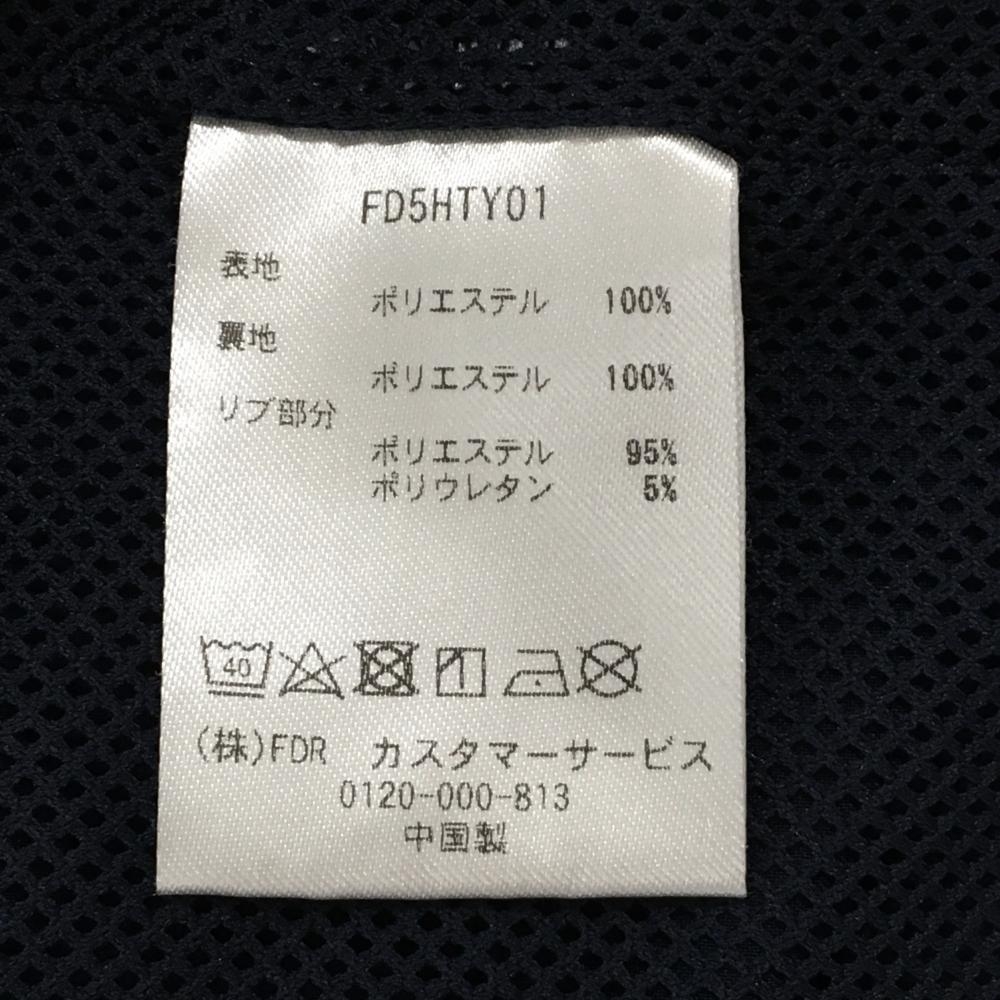 FD5HTY01
表地
ポリエステル 100%
裏地
ポリエステル 100%
リブ部分
ポリエステル 95%
ポリウレタン 5%
40
(株)FDR カスタマーサービス
0120-000-813
中国製